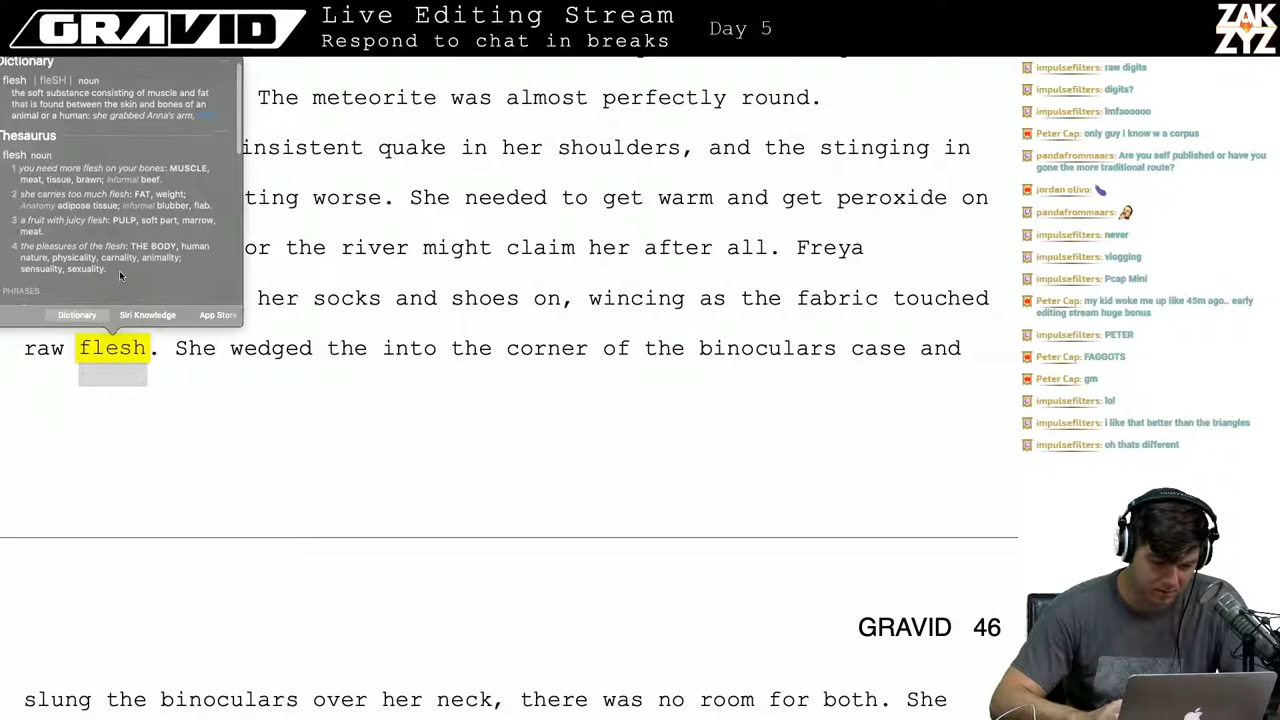 GRAVID
Live Editing Stream
Respond to chat in breaks
Day 5
ZAK
ZYZ
Dictionary
flesh | fleSH | noun
the soft substance consisting of muscle and fat
that is found between the skin and bones of an
animal or a human: she grabbed Anna's arm,
Thesaurus
flesh noun
1 you need more flesh on your bones: MUSCLE,
meat, tissue, brawn; informal beef.
2 she carries too much flesh: FAT, weight;
Anatomy adipose tissue; informal blubber, flab.
3 a fruit with juicy flesh: PULP, soft part, marrow,
meat.
4 the pleasures of the flesh: THE BODY, human
nature, physicality, carnality, animality;
sensuality, sexuality.
PHRASES
Dictionary Siri Knowledge App Store
The meteorite was almost perfectly round.
insistent quake in her shoulders, and the stinging in
ting worse. She needed to get warm and get peroxide on
or the river might claim her after all. Freya
her socks and shoes on, wincing as the fabric touched
raw flesh. She wedged the into the corner of the binoculars case and
GRAVID 46
slung the binoculars over her neck, there was no room for both. She
impulsefilters: raw digits
impulsefilters: digits?
impulsefilters: lmfaooooo
Peter Cap: only guy i know w a corpus
pandafrommaars: Are you self published or have you
gone the more traditional route?
jordan olivo:
pandafrommaars:
impulsefilters: never
impulsefilters: vlogging
impulsefilters: Pcap Mini
Peter Cap: my kid woke me up like 45m ago.. early
editing stream huge bonus
impulsefilters: PETER
Peter Cap: FAGGOTS
Peter Cap: gm
impulsefilters: lol
impulsefilters: i like that better than the triangles
impulsefilters: oh thats different